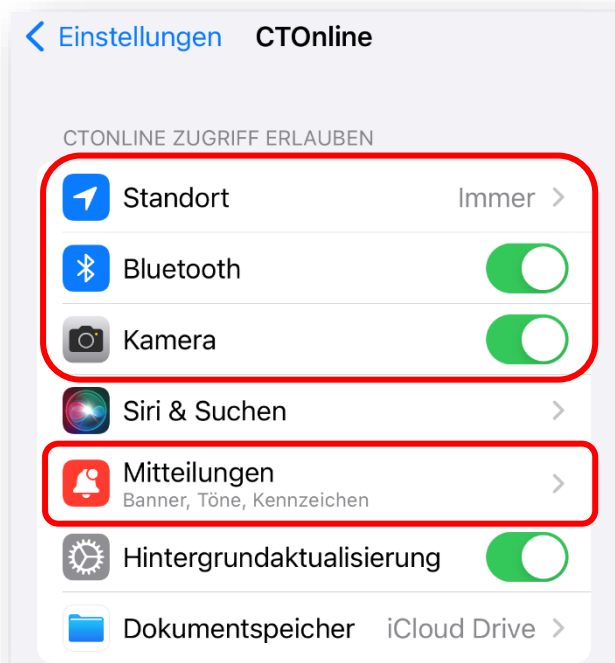 Einstellungen CTOnline
CTONLINE ZUGRIFF ERLAUBEN
Standort Immer
Bluetooth
Kamera
Siri & Suchen
Mitteilungen
Banner, Töne, Kennzeichen
Hintergrundaktualisierung
Dokumentspeicher iCloud Drive